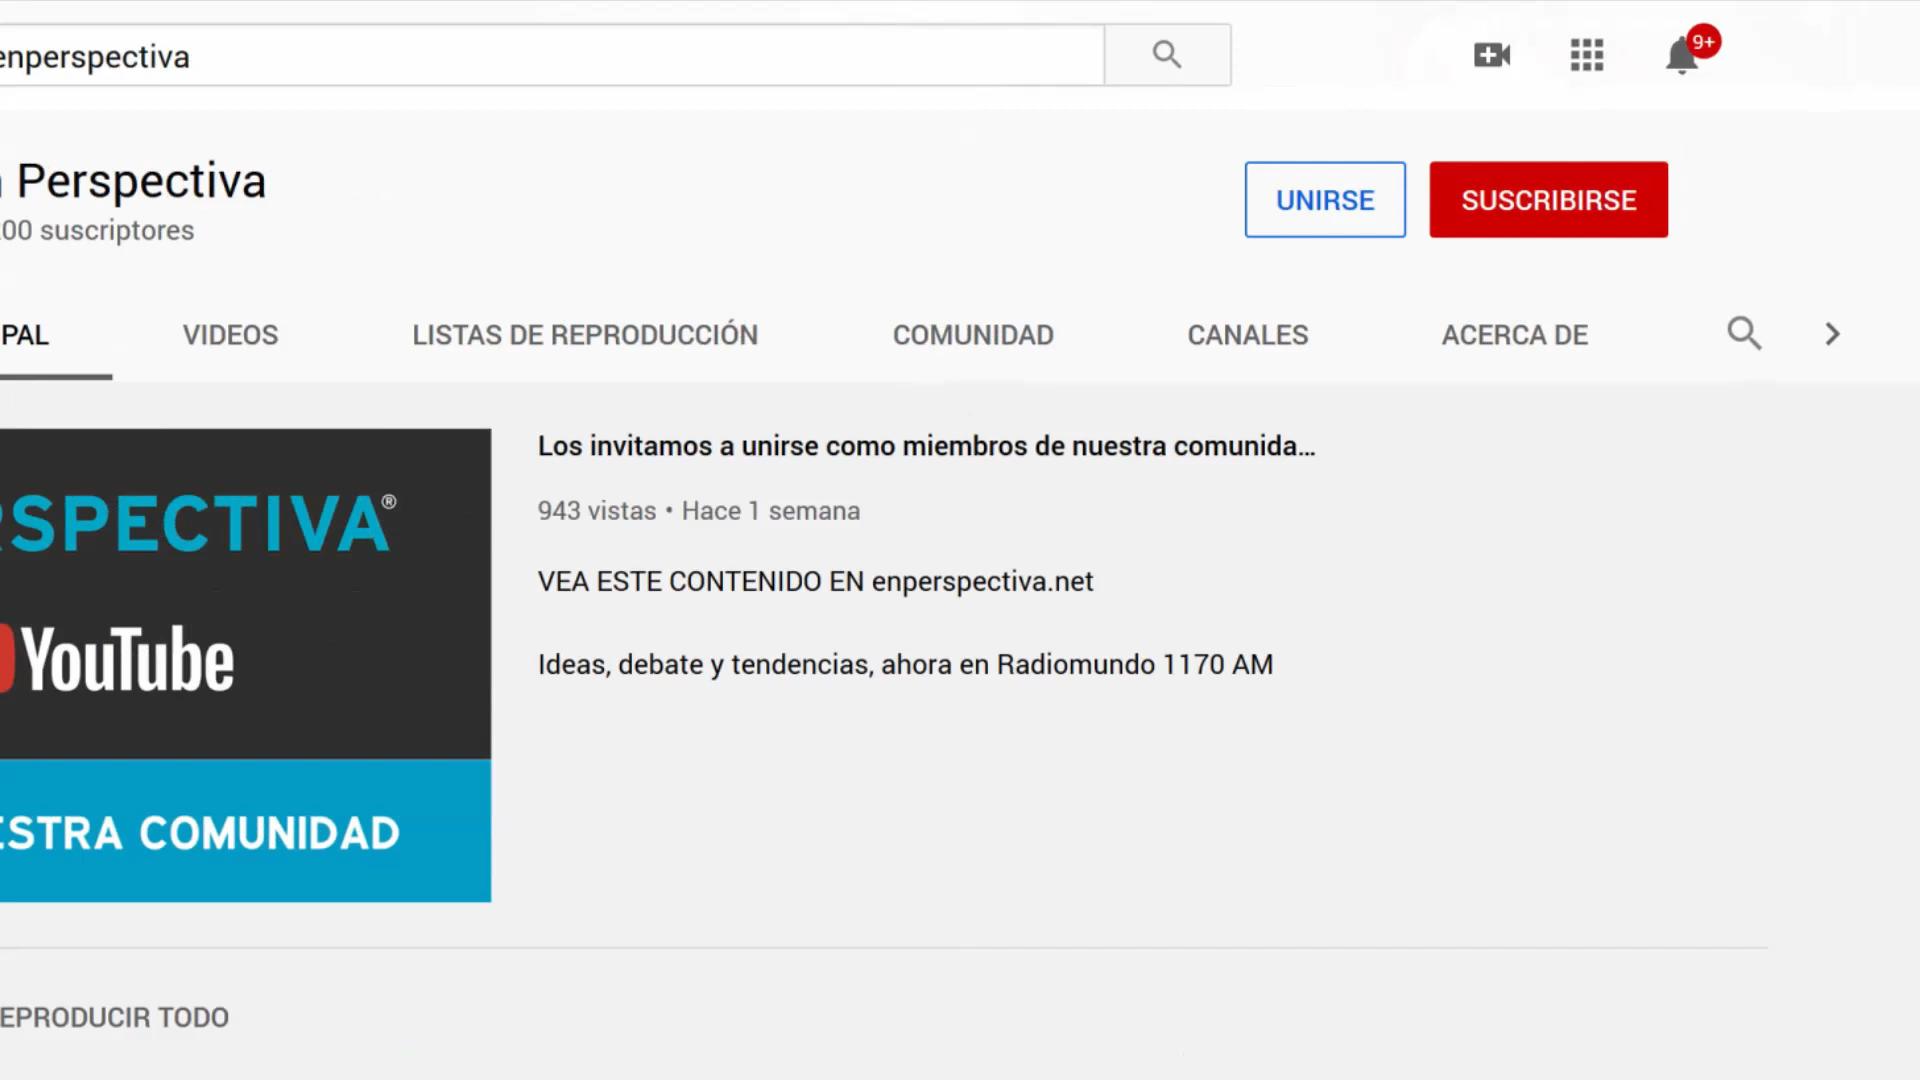 enperspectiva
9+
Perspectiva
00 suscriptores
UNIRSE
SUSCRIBIRSE
PAL
VIDEOS
LISTAS DE REPRODUCCIÓN
COMUNIDAD
CANALES
ACERCA DE
RSPECTIVA®
YouTube
ESTRA COMUNIDAD
Los invitamos a unirse como miembros de nuestra comunida...
943 vistas • Hace 1 semana
VEA ESTE CONTENIDO EN enperspectiva.net
Ideas, debate y tendencias, ahora en Radiomundo 1170 AM
EPRODUCIR TODO